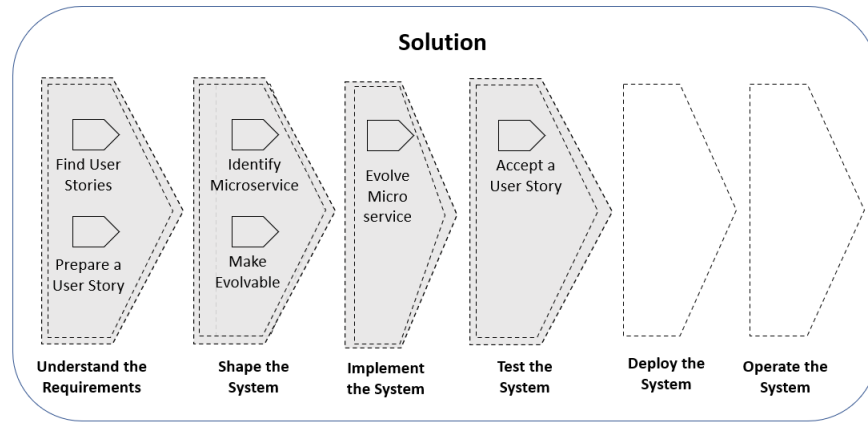 Solution
Find User
Stories
Prepare a
User Story
Identify
Microservice
Make
Evolvable
Evolve
Micro
service
Accept a
User Story
Understand the
Requirements
Shape the
System
Implement
the System
Test the
System
Deploy the
System
Operate the
System